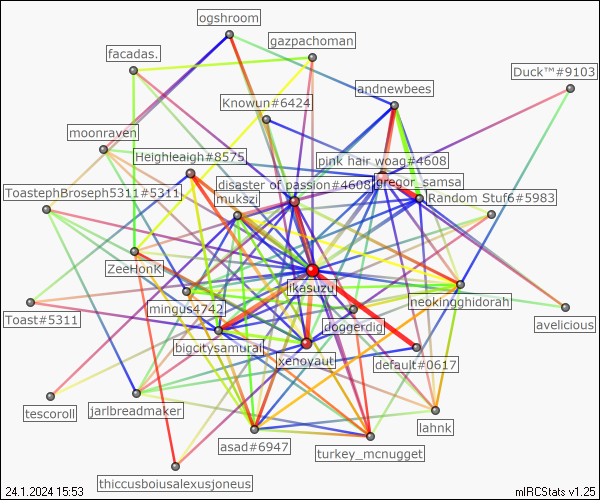 ogshroom
gazpachoman
facadas.
Duck™#9103
andnewbees
Knowun#6424
moonraven
Heighleaigh#8575
pink hair woag#4608
gregor_samsa
disaster of passion#4608
ToastephBroseph5311#5311
mukszi
Random Stuf6#5983
ZeeHonK
ikasuzu
neokingghidorah
mingus4742
Toast#5311
doggerdig
avelicious
bigcitysamurai
xenoyaut
default#0617
tescoroll
jarlbreadmaker
lahnk
asad#6947
turkey_mcnugget
thiccusboiusalexusjoneus
24.1.2024 15:53
mIRCStats v1.25